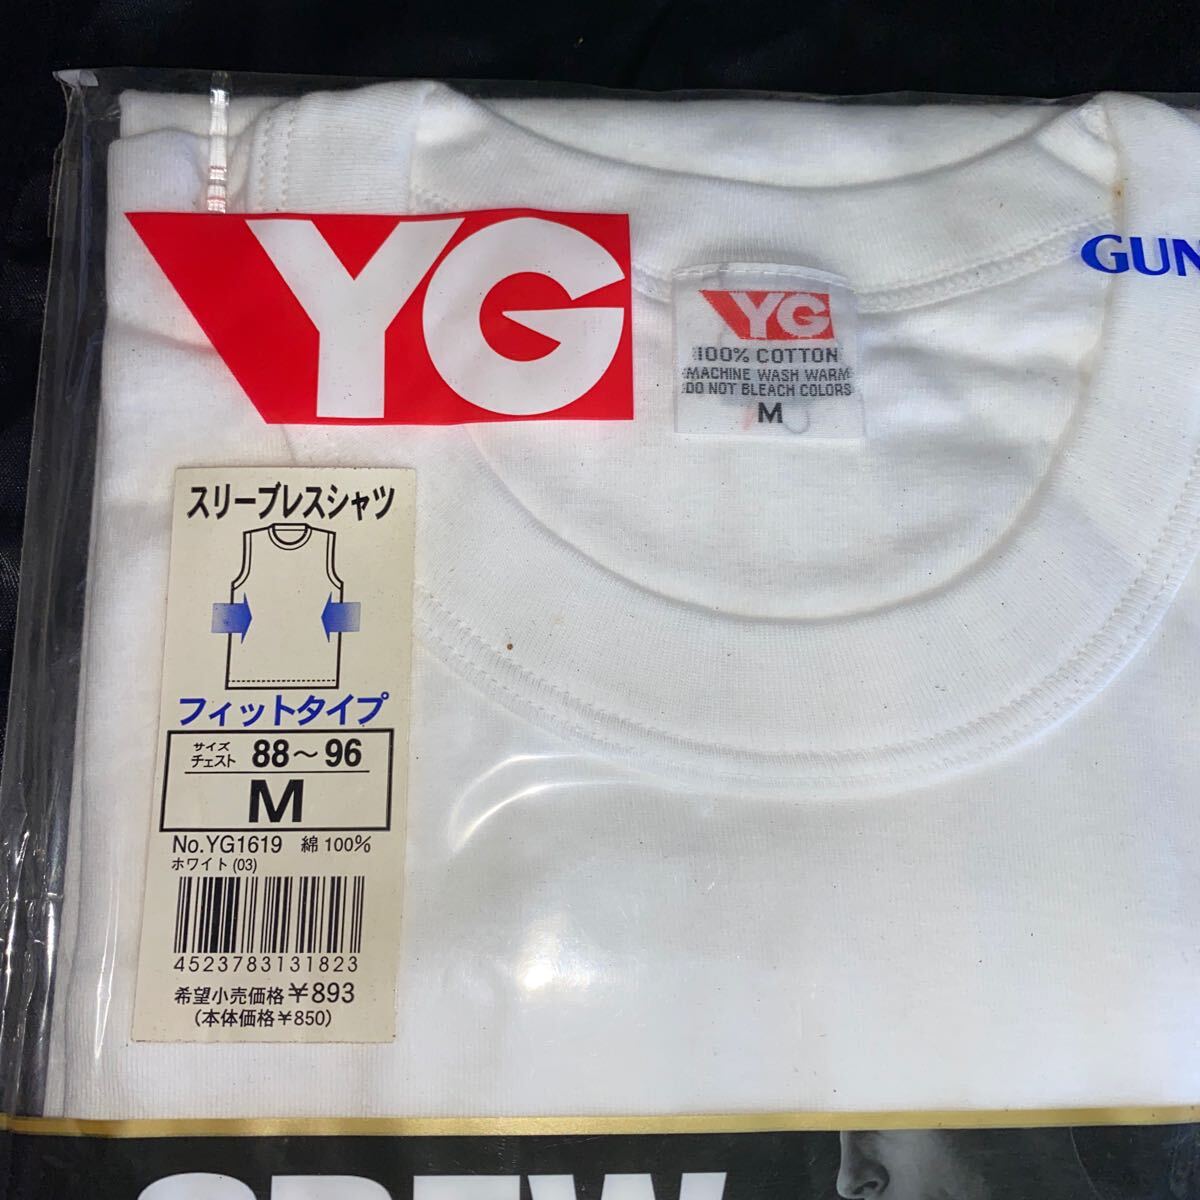 YG
GUN
YG
100% COTTON
MACHINE WASH WARM
DO NOT BLEACH COLORS
M
スリーブレスシャツ
フィットタイプ
サイズ
チェスト 88～96
M
No.YG1619 綿 100%
ホワイト(03)
4523783131823
希望小売価格¥893
(本体価格¥850)
CREW